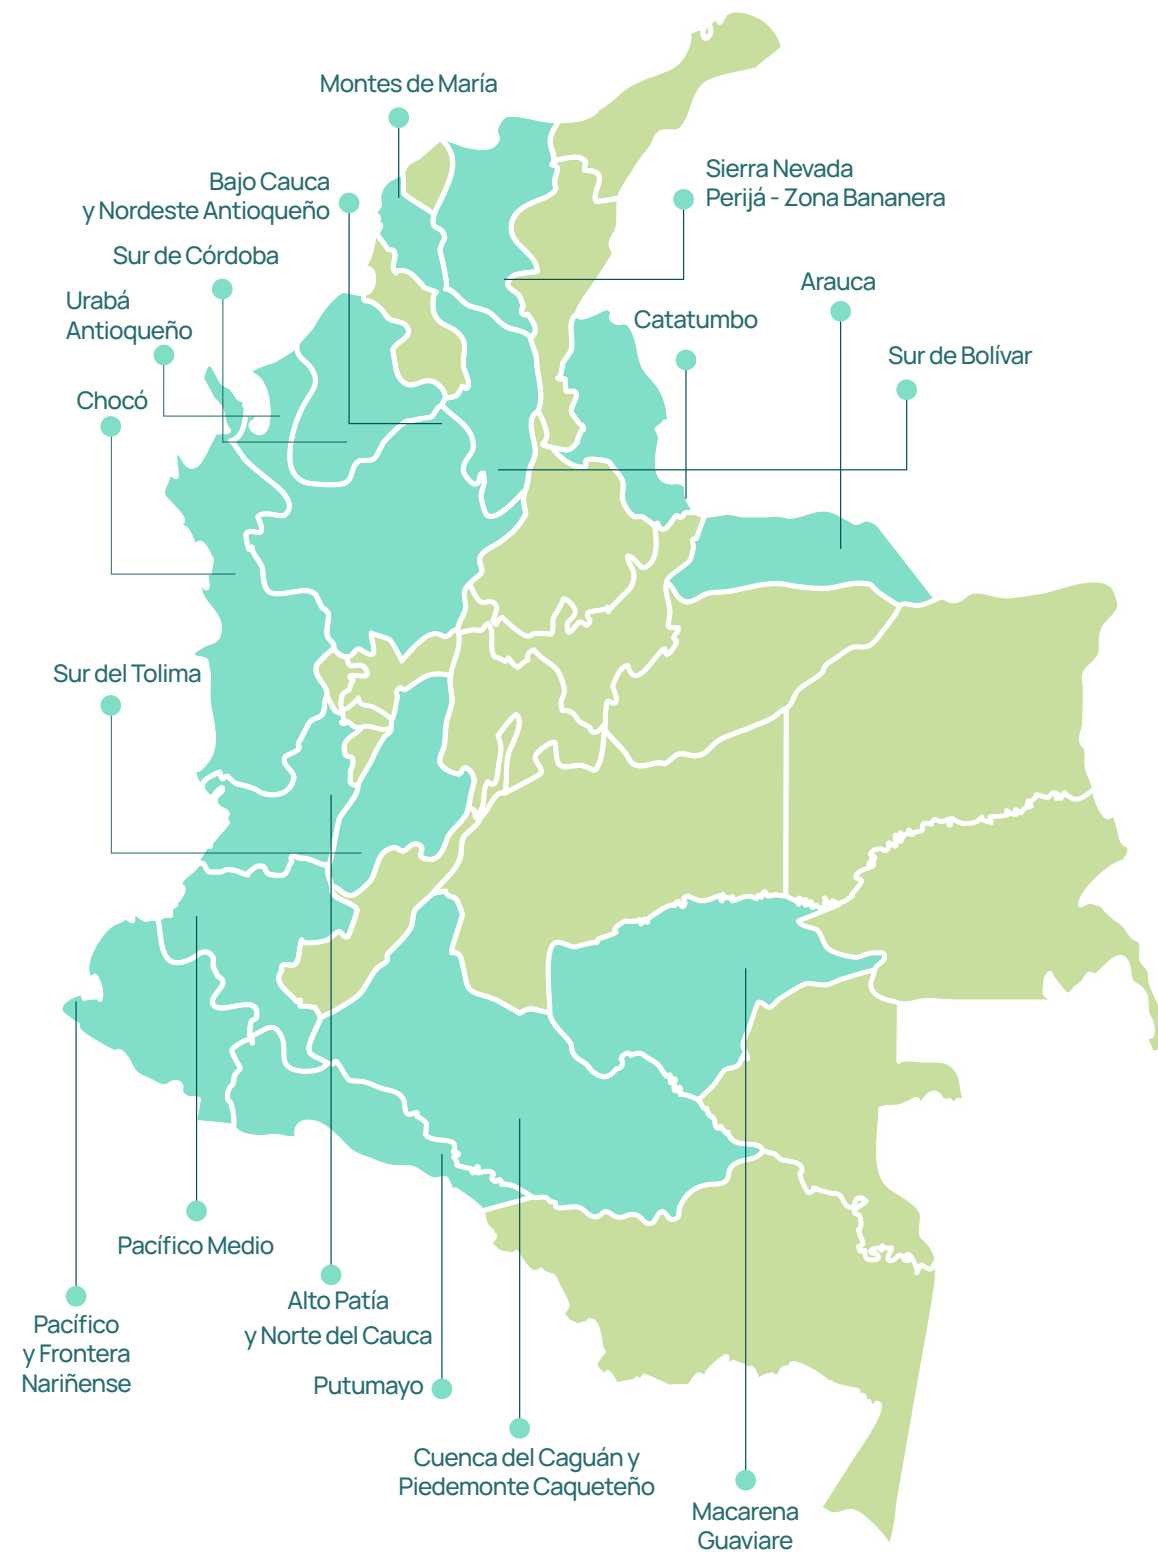 Montes de María
Bajo Cauca
y Nordeste Antioqueño
Sierra Nevada
Perijá - Zona Bananera
Sur de Córdoba
Arauca
Urabá
Antioqueño
Catatumbo
Sur de Bolívar
Chocó
Sur del Tolima
Pacífico Medio
Alto Patía
y Norte del Cauca
Pacífico
y Frontera
Nariñense
Putumayo
Cuenca del Caguán y
Piedemonte Caqueteño
Macarena
Guaviare